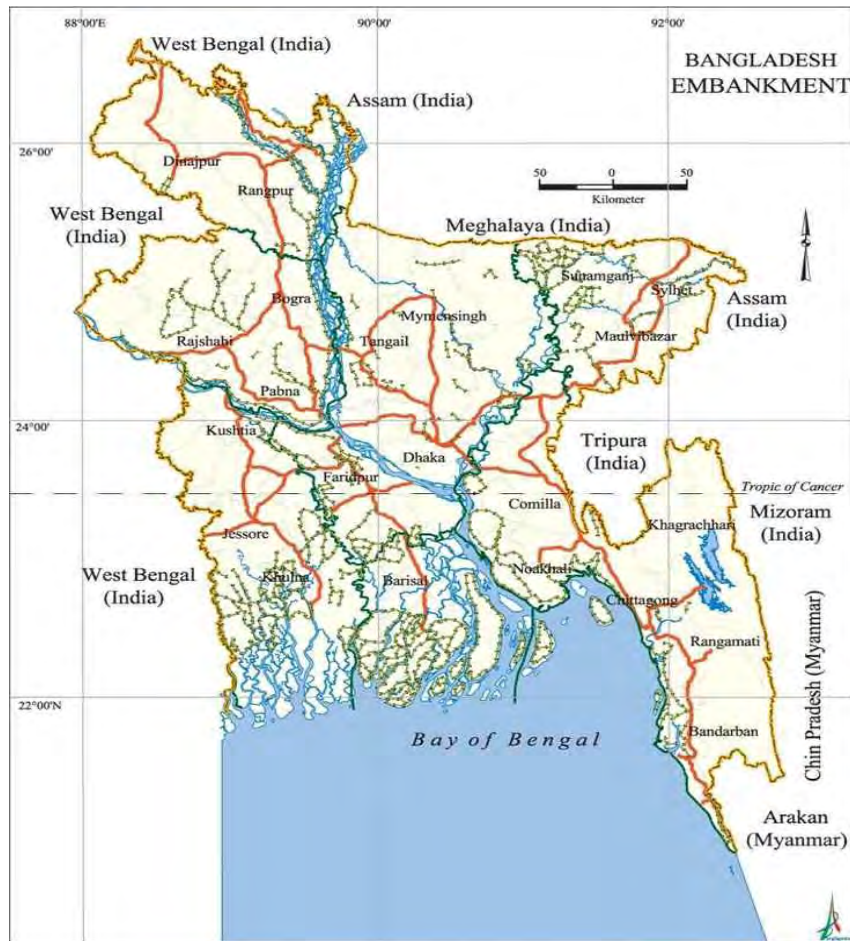 88°00'E
90°00'
92°00'
West Bengal (India)
BANGLADESH
EMBANKMENT
Assam (India)
26°00'
Dinajpur
50
0
50
Kilometer
Rangpur
West Bengal
(India)
Meghalaya (India)
Sunamganj
Sylhet
Assam
(India)
Bogra
Mymensingh
Rajshahi
Tangail
Maulvibazar
Pabna
24°00'
Kushtia
Dhaka
Tripura
(India)
Faridpur
Tropic of Cancer
Comilla
Mizoram
(India)
Khagrachhari
Jessore
West Bengal
(India)
Khulna
Barisal
Noakhali
Chittagong
Rangamati
Chin Pradesh (Myanmar)
22°00'N
Bandarban
Bay of Bengal
Arakan
(Myanmar)